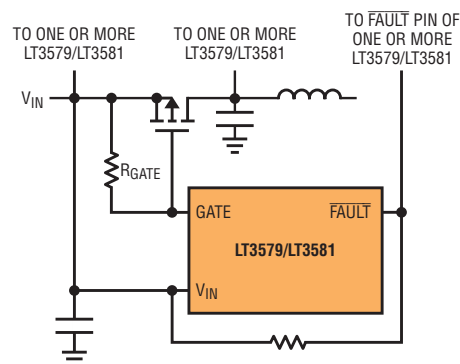 TO ONE OR MORE
LT3579/LT3581
TO ONE OR MORE
LT3579/LT3581
TO FAULT PIN OF
ONE OR MORE
LT3579/LT3581
VIN
RGATE
GATE
FAULT
LT3579/LT3581
VIN